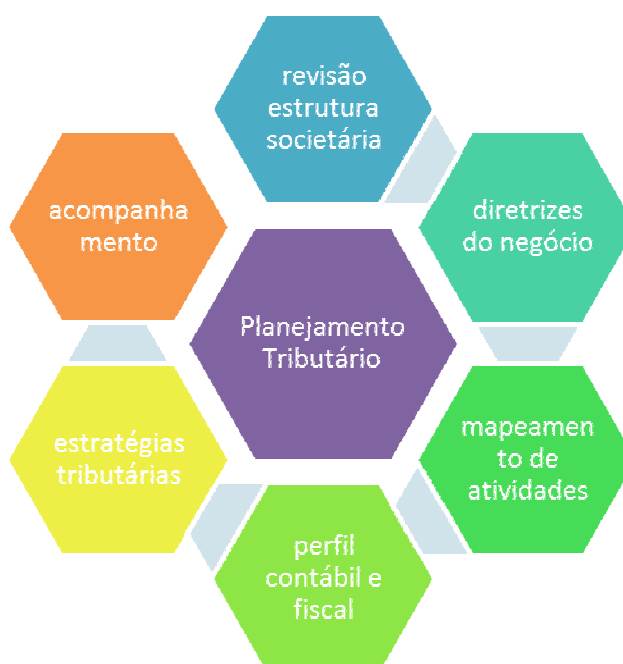 revisão
estrutura
societária
diretrizes
do negócio
mapeamen
to de
atividades
perfil
contábil e
fiscal
estratégias
tributárias
acompanha
mento
Planejamento
Tributário